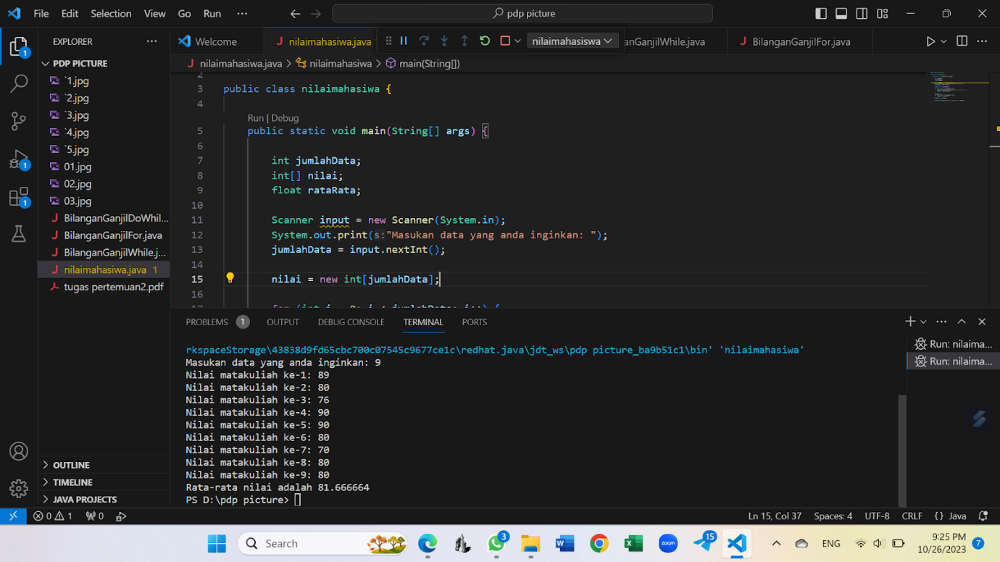 File Edit Selection View Go Run ··· pdp picture
EXPLORER ···
PDP PICTURE
`1.jpg
`2.jpg
`3.jpg
`4.jpg
`5.jpg
01.jpg
02.jpg
03.jpg
BilanganGanjilDoWhil...
BilanganGanjilFor.java
BilanganGanjilWhile.j...
nilaimahasiwa.java 1
tugas pertemuan2.pdf
OUTLINE
TIMELINE
JAVA PROJECTS
1
1
1
Welcome nilaimahasiwa.java nilaimahasiswa anGanjilWhile.java BilanganGanjilFor.java
nilaimahasiwa.java > nilaimahasiwa > main(String[])
2
3 public class nilaimahasiwa {
4
Run | Debug
5 public static void main(String[] args) {
6
7 int jumlahData;
8 int[] nilai;
9 float rataRata;
10
11 Scanner input = new Scanner(System.in);
12 System.out.print(s:"Masukan data yang anda inginkan: ");
13 jumlahData = input.nextInt();
14
15 nilai = new int[jumlahData];
16
PROBLEMS 1 OUTPUT DEBUG CONSOLE TERMINAL PORTS
rkspaceStorage\43838d9fd65cbc700c07545c9677ce1c\redhat.java\jdt_ws\pdp picture_ba9b51c1\bin' 'nilaimahasiwa'
Masukan data yang anda inginkan: 9
Nilai matakuliah ke-1: 89
Nilai matakuliah ke-2: 80
Nilai matakuliah ke-3: 76
Nilai matakuliah ke-4: 90
Nilai matakuliah ke-5: 90
Nilai matakuliah ke-6: 80
Nilai matakuliah ke-7: 70
Nilai matakuliah ke-8: 80
Nilai matakuliah ke-9: 80
Rata-rata nilai adalah 81.666664
PS D:\pdp picture>
Run: nilaima...
Run: nilaima...
0 1 0 Ln 15, Col 37 Spaces: 4 UTF-8 CRLF {} Java
Search 3 zoom 15 ENG 9:25 PM
10/26/2023 7